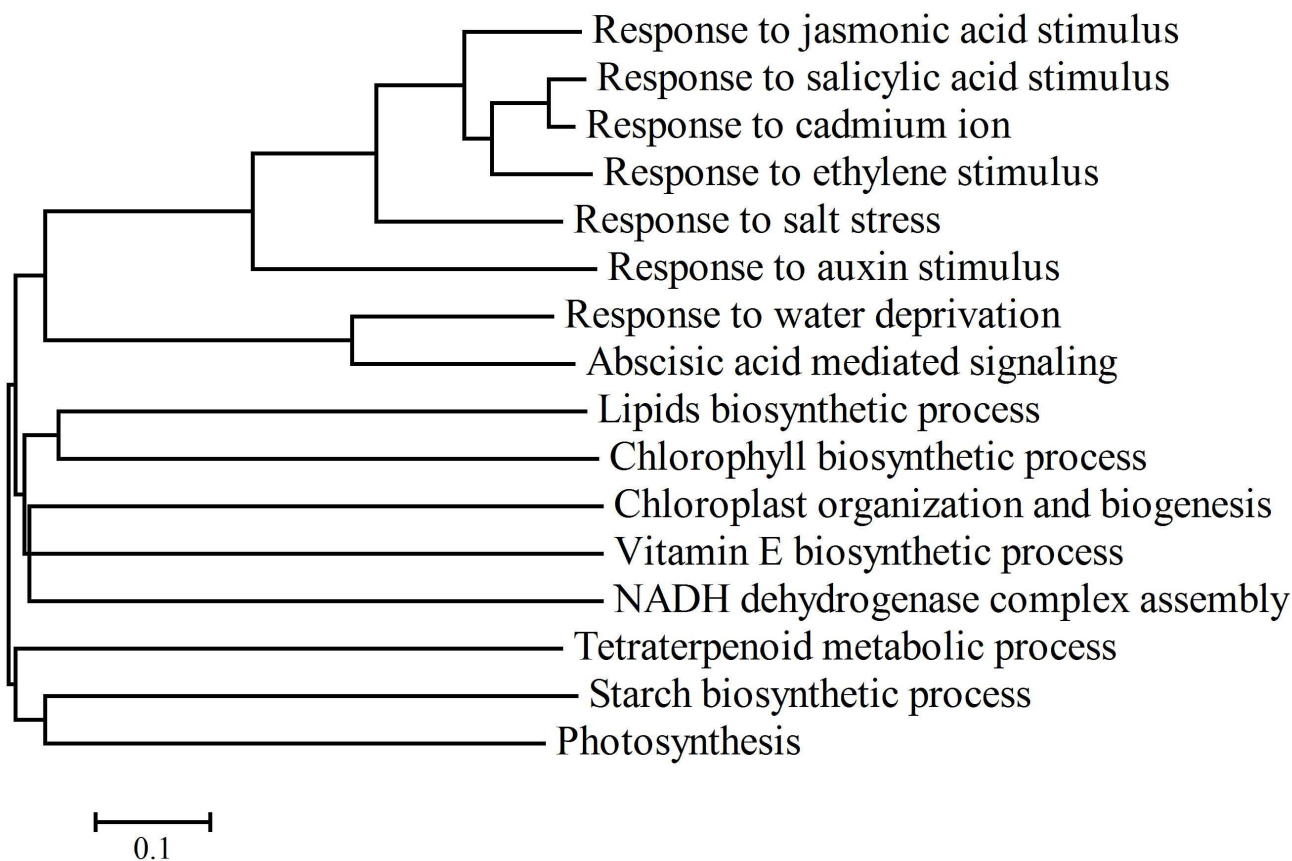 Response to jasmonic acid stimulus
Response to salicylic acid stimulus
Response to cadmium ion
Response to ethylene stimulus
Response to salt stress
Response to auxin stimulus
Response to water deprivation
Abscisic acid mediated signaling
Lipids biosynthetic process
Chlorophyll biosynthetic process
Chloroplast organization and biogenesis
Vitamin E biosynthetic process
NADH dehydrogenase complex assembly
Tetraterpenoid metabolic process
Starch biosynthetic process
Photosynthesis
0.1